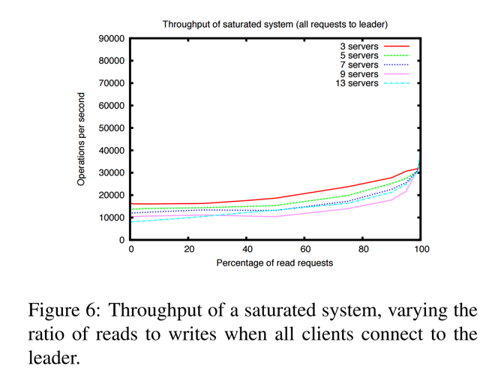 Throughput of saturated system (all requests to leader)
90000
80000
70000
60000
50000
40000
30000
20000
10000
0
Operations per second
3 servers
5 servers
7 servers
9 servers
13 servers
0 20 40 60 80 100
Percentage of read requests
Figure 6: Throughput of a saturated system, varying the
ratio of reads to writes when all clients connect to the
leader.